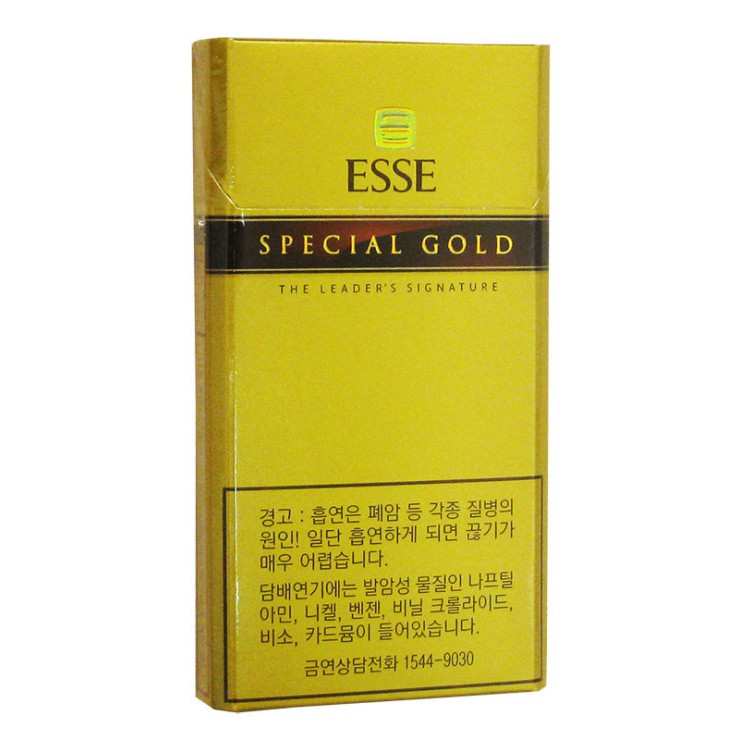 ESSE
SPECIAL GOLD
THE LEADER'S SIGNATURE
경고 : 흡연은 폐암 등 각종 질병의
원인! 일단 흡연하게 되면 끊기가
매우 어렵습니다.
담배연기에는 발암성 물질인 나프틸
아민, 니켈, 벤젠, 비닐 크롤라이드,
비소, 카드뮴이 들어있습니다.
금연상담전화 1544-9030